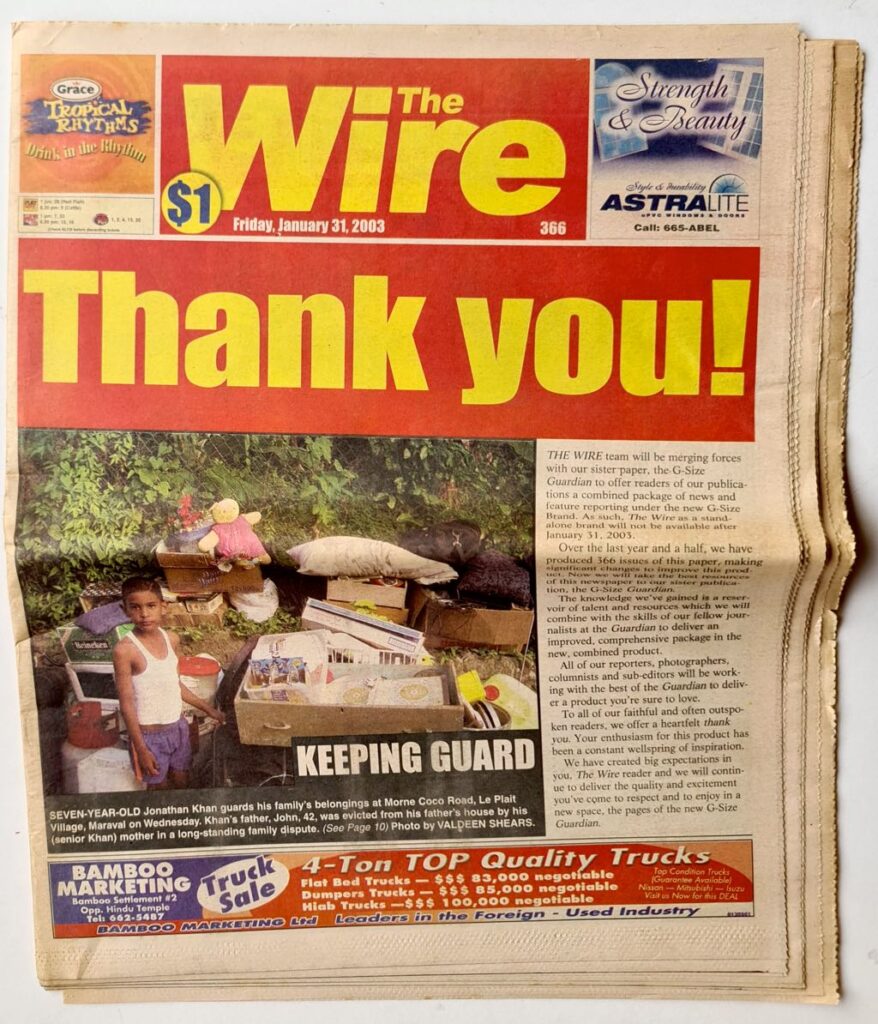 Grace
TROPICAL
RHYTHMS
Drink in the Rhythm
The
Wire
$1
Friday, January 31, 2003
366
Strength
& Beauty
Style & Durability
ASTRALITE
uPVC WINDOWS & DOORS
Call: 665-ABEL
Thank you!
THE WIRE team will be merging forces
with our sister paper, the G-Size
Guardian to offer readers of our publica-
tions a combined package of news and
feature reporting under the new G-Size
Brand. As such, The Wire as a stand-
alone brand will not be available after
January 31, 2003.
Over the last year and a half, we have
produced 366 issues of this paper, making
significant changes to improve this prod-
uct. Now we will take the best resources
of this newspaper to our sister publica-
tion, the G-Size Guardian.
The knowledge we've gained is a reser-
voir of talent and resources which we will
combine with the skills of our fellow jour-
nalists at the Guardian to deliver an
improved, comprehensive package in the
new, combined product.
All of our reporters, photographers,
columnists and sub-editors will be work-
ing with the best of the Guardian to deliv-
er a product you're sure to love.
To all of our faithful and often outspo-
ken readers, we offer a heartfelt thank
you. Your enthusiasm for this product has
been a constant wellspring of inspiration.
We have created big expectations in
you, The Wire reader and we will contin-
ue to deliver the quality and excitement
you've come to respect and to enjoy in a
new space, the pages of the new G-Size
Guardian.
Heineken
KEEPING GUARD
SEVEN-YEAR-OLD Jonathan Khan guards his family's belongings at Morne Coco Road, Le Plait
Village, Maraval on Wednesday. Khan's father, John, 42, was evicted from his father's house by his
(senior Khan) mother in a long-standing family dispute. (See Page 10) Photo by VALDEEN SHEARS.
BAMBOO
MARKETING
Bamboo Settlement #2
Opp. Hindu Temple
Tel: 662-5487
Truck
Sale
4-Ton TOP Quality Trucks
Flat Bed Trucks — $$$ 83,000 negotiable
Dumpers Trucks — $$$ 85,000 negotiable
Hiab Trucks —$$$ 100,000 negotiable
Top Condition Trucks
(Guarantee Available)
Nissan — Mitsubishi — Isuzu
Visit us Now for this DEAL
BAMBOO MARKETING Ltd Leaders in the Foreign - Used Industry